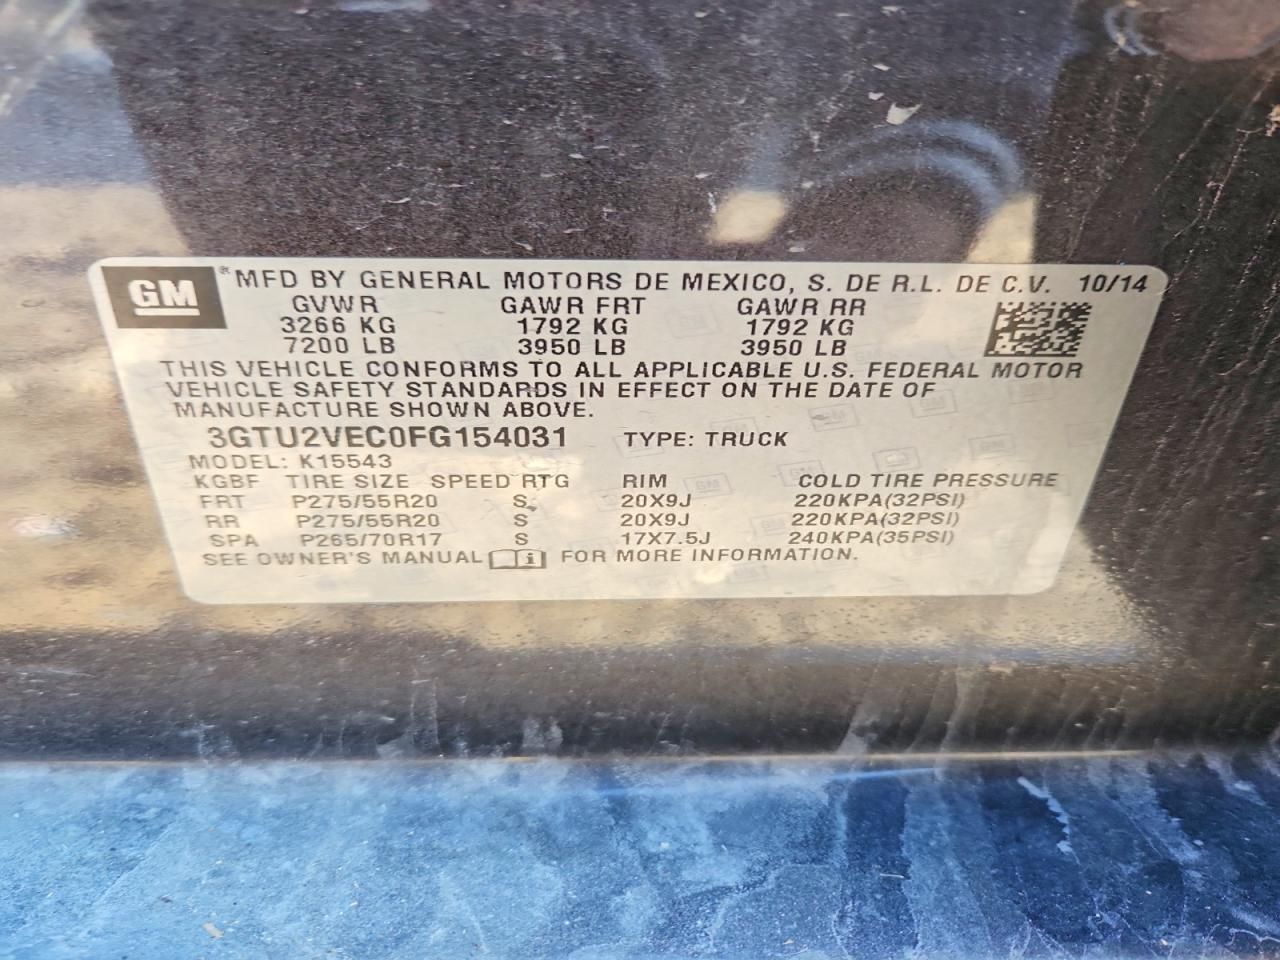 GM® MFD BY GENERAL MOTORS DE MEXICO, S. DE R.L. DE C.V. 10/14
GVWR GAWR FRT GAWR RR
3266 KG 1792 KG 1792 KG
7200 LB 3950 LB 3950 LB
THIS VEHICLE CONFORMS TO ALL APPLICABLE U.S. FEDERAL MOTOR
VEHICLE SAFETY STANDARDS IN EFFECT ON THE DATE OF
MANUFACTURE SHOWN ABOVE.
3GTU2VEC0FG154031 TYPE: TRUCK
MODEL: K15543
KGBF TIRE SIZE SPEED RTG RIM COLD TIRE PRESSURE
FRT P275/55R20 S 20X9J 220KPA(32PSI)
RR P275/55R20 S 20X9J 220KPA(32PSI)
SPA P265/70R17 S 17X7.5J 240KPA(35PSI)
SEE OWNER'S MANUAL FOR MORE INFORMATION.